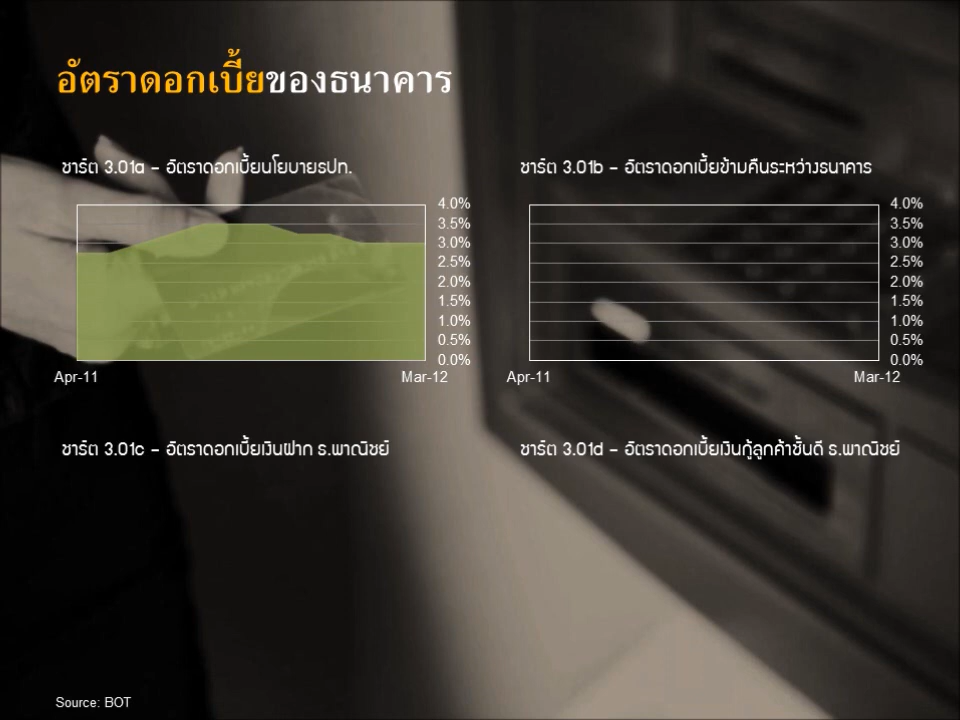 อัตราดอกเบี้ยของธนาคาร
ชาร์ต 3.01a – อัตราดอกเบี้ยนโยบายธปท.
4.0%
3.5%
3.0%
2.5%
2.0%
1.5%
1.0%
0.5%
0.0%
Apr-11 Mar-12
ชาร์ต 3.01b – อัตราดอกเบี้ยข้ามคืนระหว่างธนาคาร
4.0%
3.5%
3.0%
2.5%
2.0%
1.5%
1.0%
0.5%
0.0%
Apr-11 Mar-12
ชาร์ต 3.01c – อัตราดอกเบี้ยเงินฝาก ธ.พาณิชย์
ชาร์ต 3.01d – อัตราดอกเบี้ยเงินกู้ลูกค้าชั้นดี ธ.พาณิชย์
Source: BOT